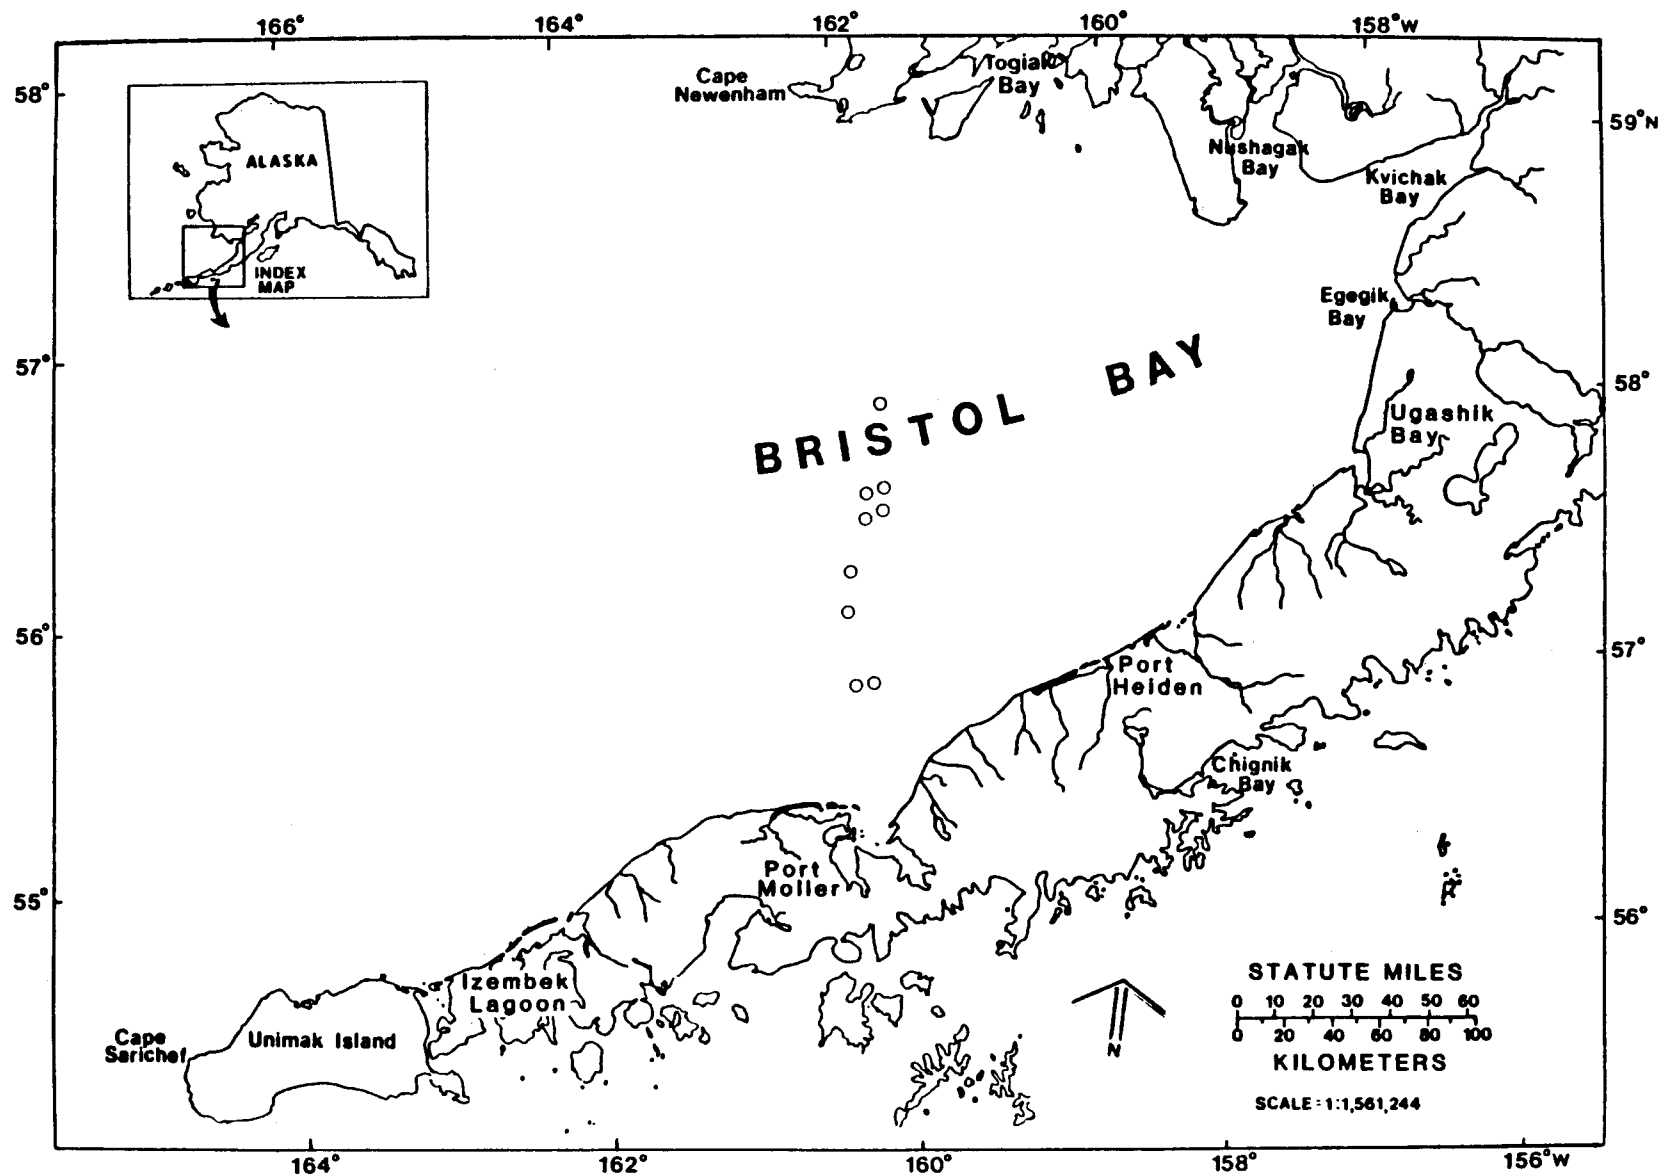 166°
164°
162°
160°
158°W
58°
57°
56°
55°
59°N
58°
57°
56°
164°
162°
160°
158°
156°W
Cape
Newenham
Togiak
Bay
Nushagak
Bay
Kvichak
Bay
ALASKA
INDEX
MAP
Egegik
Bay
BRISTOL BAY
Ugashik
Bay
Port
Heiden
Chignik
Bay
Port
Moller
Izembek
Lagoon
Cape
Sarichef
Unimak Island
N
STATUTE MILES
0 10 20 30 40 50 60
0 20 40 60 80 100
KILOMETERS
SCALE = 1:1,561,244